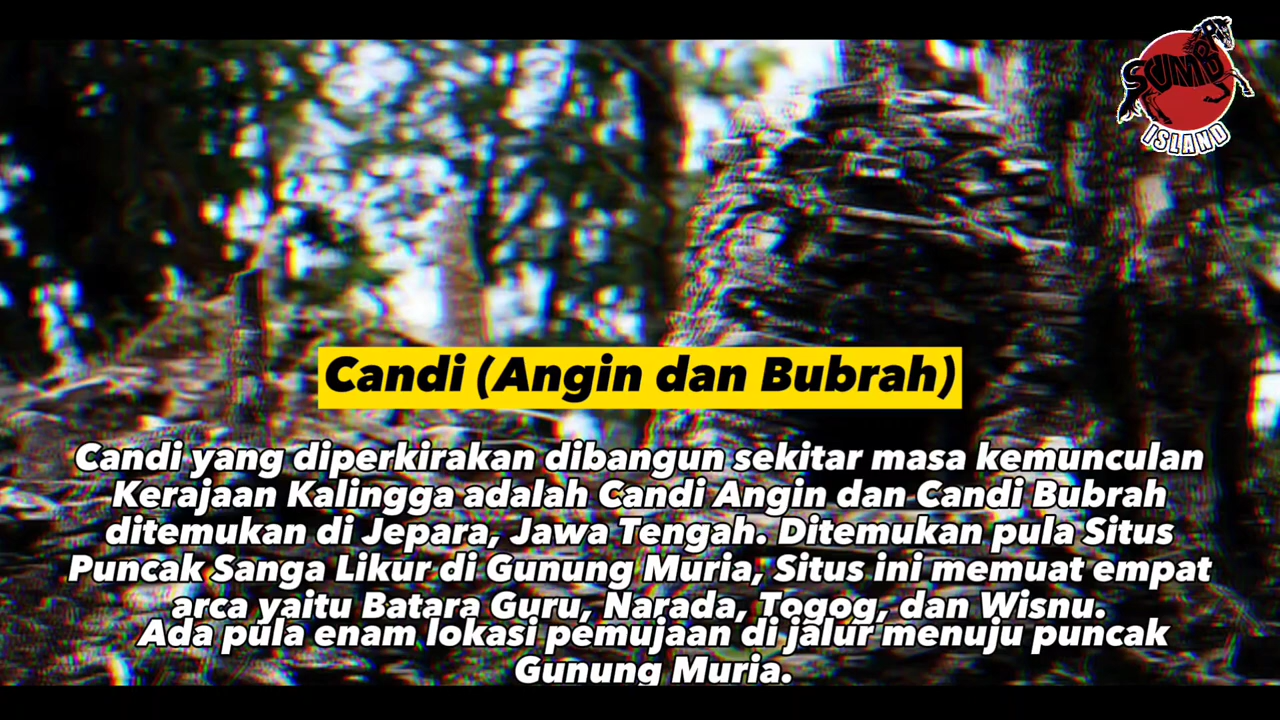 SUMBA
ISLAND
Candi (Angin dan Bubrah)
Candi yang diperkirakan dibangun sekitar masa kemunculan
Kerajaan Kalingga adalah Candi Angin dan Candi Bubrah
ditemukan di Jepara, Jawa Tengah. Ditemukan pula Situs
Puncak Sanga Likur di Gunung Muria, Situs ini memuat empat
arca yaitu Batara Guru, Narada, Togog, dan Wisnu.
Ada pula enam lokasi pemujaan di jalur menuju puncak
Gunung Muria.